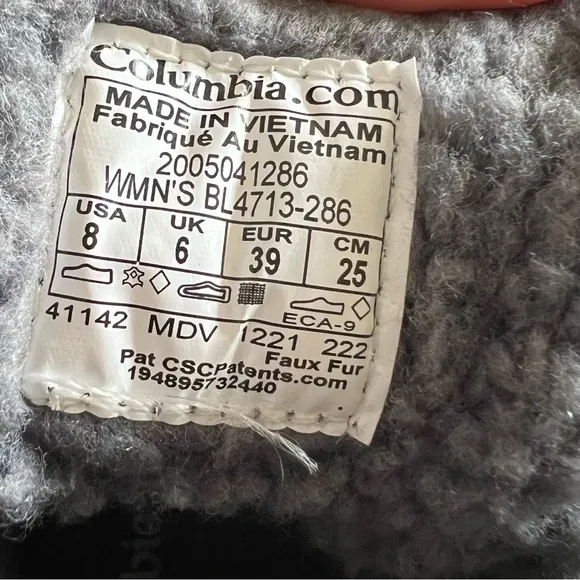 Columbia.com
MADE IN VIETNAM
Fabriqué Au Vietnam
2005041286
WMN'S BL4713-286
USA UK EUR CM
8 6 39 25
ECA-9
41142 MDV 1221 222
Faux Fur
Pat CSCPatents.com
194895732440